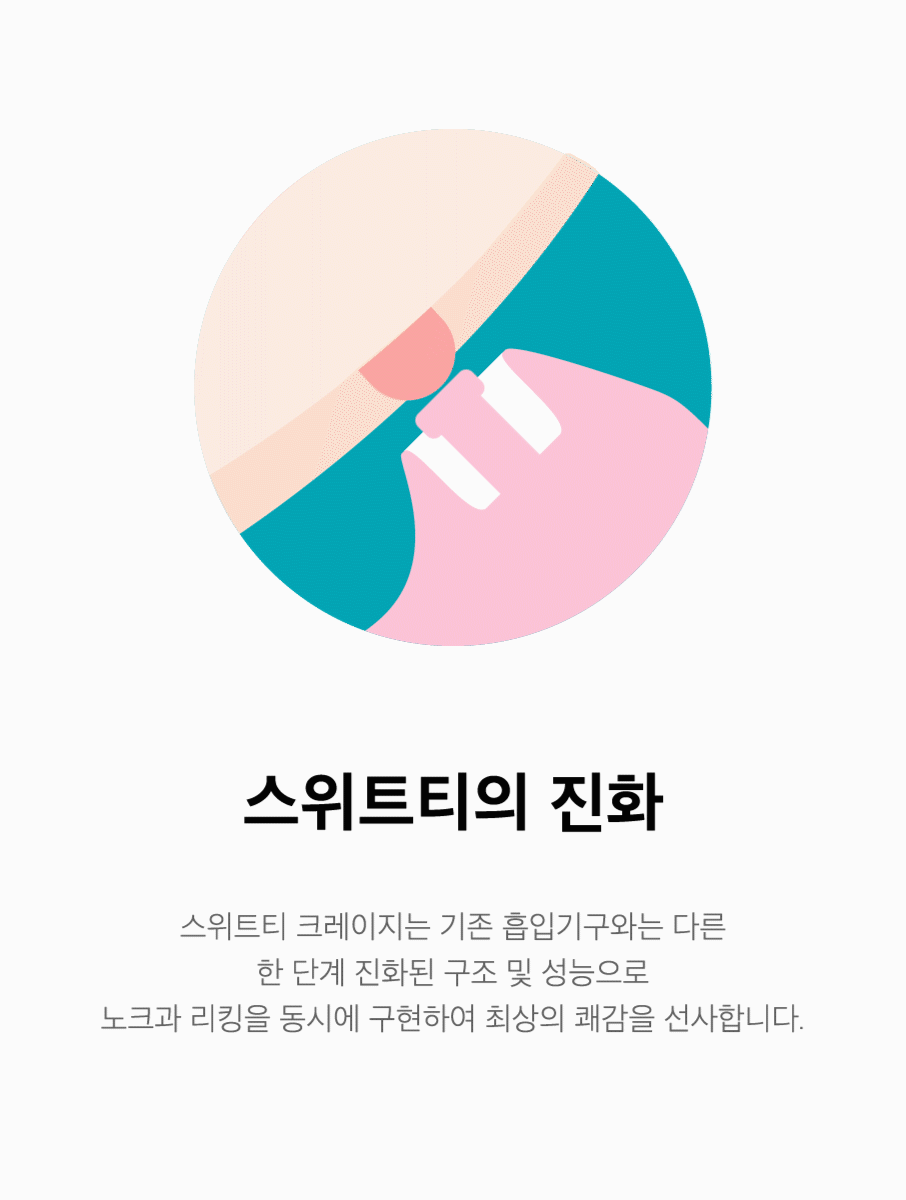 스위트티의 진화
스위트티 크레이지는 기존 흡입기구와는 다른
한 단계 진화된 구조 및 성능으로
노크과 리킹을 동시에 구현하여 최상의 쾌감을 선사합니다.